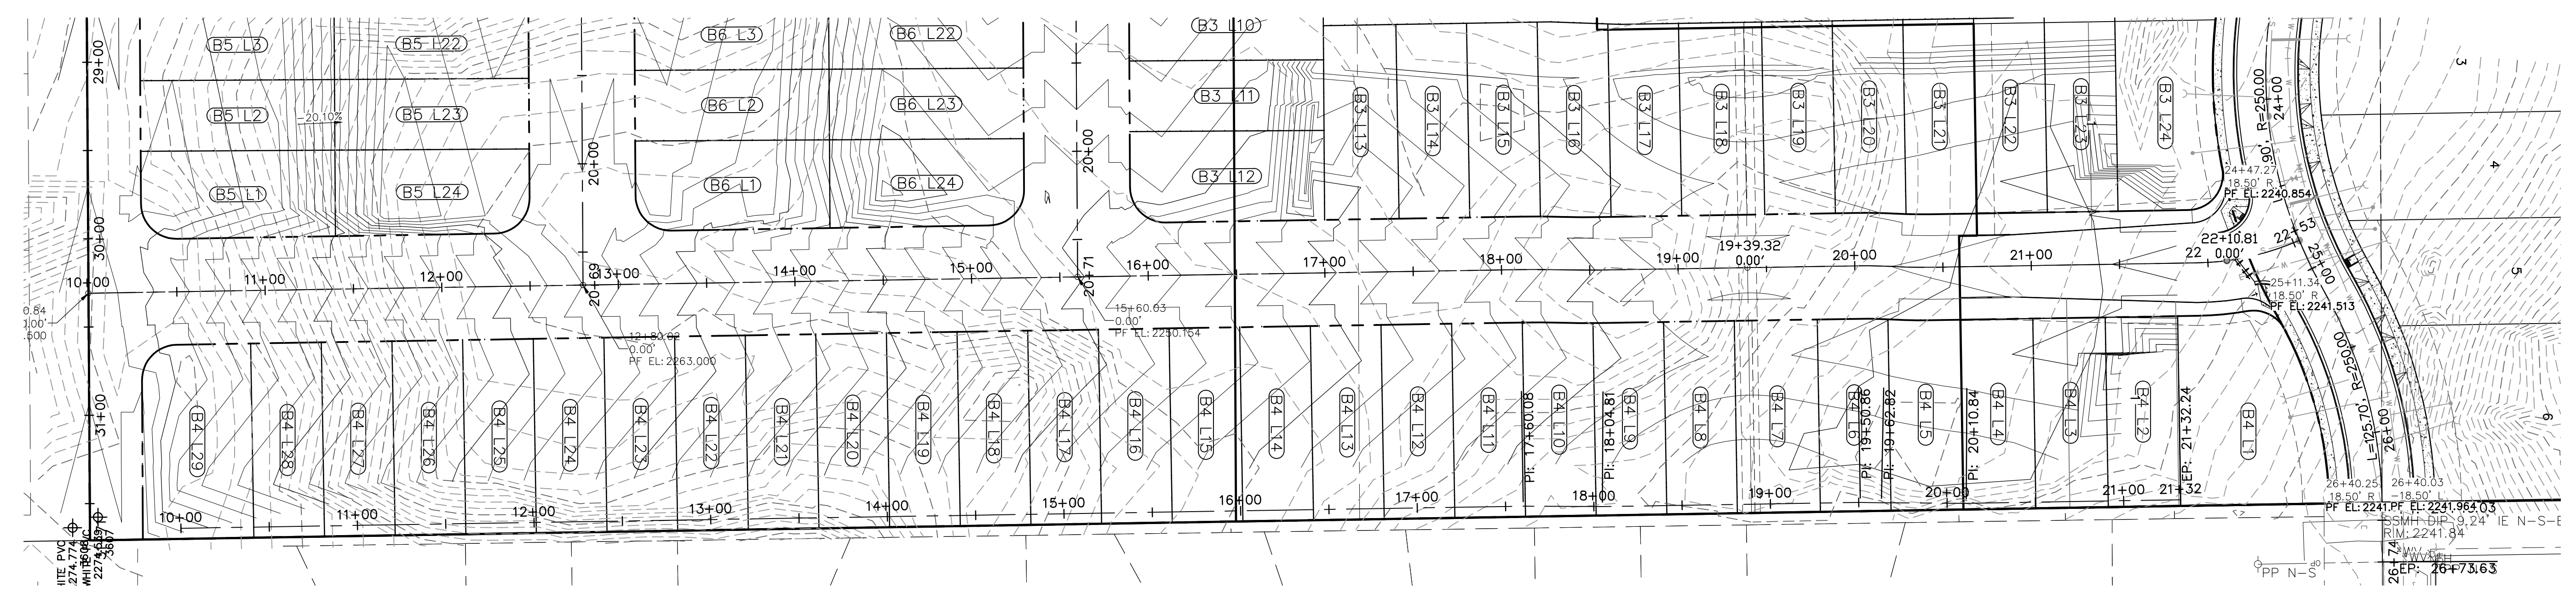 B5 L3
B5 L22
B6 L3
B6 L22
B3 L10
29+00
B5 L2
B5 L23
-20.10%
B6 L2
B6 L23
B3 L11
B3 L13
B3 L14
B3 L15
B3 L16
B3 L17
B3 L18
B3 L19
B3 L20
B3 L21
B3 L22
B3 L23
B3 L24
R=250.00
24+00
3
4
5
6
20+00
20+00
B5 L1
B5 L24
B6 L1
B6 L24
B3 L12
24+47.27
18.50' R
PF EL:2240.854
30+00
10+00
11+00
12+00
20+69
13+00
14+00
15+00
20+71
16+00
17+00
18+00
19+00
19+39.32
0.00'
20+00
21+00
22
22+10.81
0.00'
22+53
25+00
25+11.34
18.50' R
PF EL:2241.513
0.84
.500
12+80.02
0.00'
PF EL:2263.000
15+60.03
0.00'
PF EL:2250.154
31+00
B4 L29
B4 L28
B4 L27
B4 L26
B4 L25
B4 L24
B4 L23
B4 L22
B4 L21
B4 L20
B4 L19
B4 L18
B4 L17
B4 L16
B4 L15
B4 L14
B4 L13
B4 L12
B4 L11
PI: 17+60.08
B4 L10
PI: 18+04.81
B4 L9
B4 L8
B4 L7
B4 L6
PI: 19+50.86
PI: 19+62.82
B4 L5
PI: 20+10.84
B4 L4
B4 L3
B4 L2
EP: 21+32.24
B4 L1
L=125.70', R=250.00
26+00
10+00
11+00
12+00
13+00
14+00
15+00
16+00
17+00
18+00
19+00
20+00
21+00
21+32
26+40.25
18.50' R
26+40.03
-18.50' L
PF EL:2241.964
SSMH DIP 9.24' IE N-S-E
RIM: 2241.84
26+74
EP: 26+73.63
PP N-S